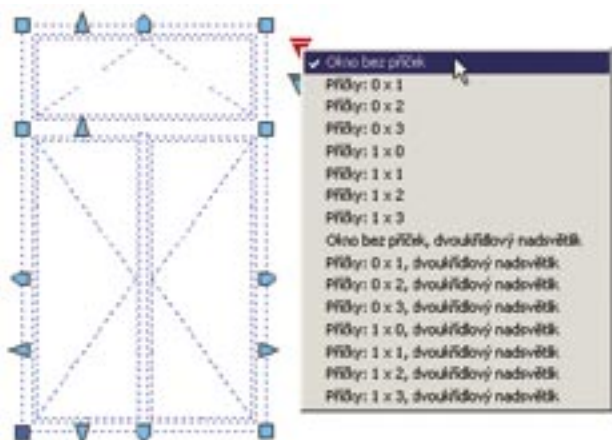 Okno bez příček
Příčky: 0 x 1
Příčky: 0 x 2
Příčky: 0 x 3
Příčky: 1 x 0
Příčky: 1 x 1
Příčky: 1 x 2
Příčky: 1 x 3
Okno bez příček, dvoukřídlový nadsvětlík
Příčky: 0 x 1, dvoukřídlový nadsvětlík
Příčky: 0 x 2, dvoukřídlový nadsvětlík
Příčky: 0 x 3, dvoukřídlový nadsvětlík
Příčky: 1 x 0, dvoukřídlový nadsvětlík
Příčky: 1 x 1, dvoukřídlový nadsvětlík
Příčky: 1 x 2, dvoukřídlový nadsvětlík
Příčky: 1 x 3, dvoukřídlový nadsvětlík